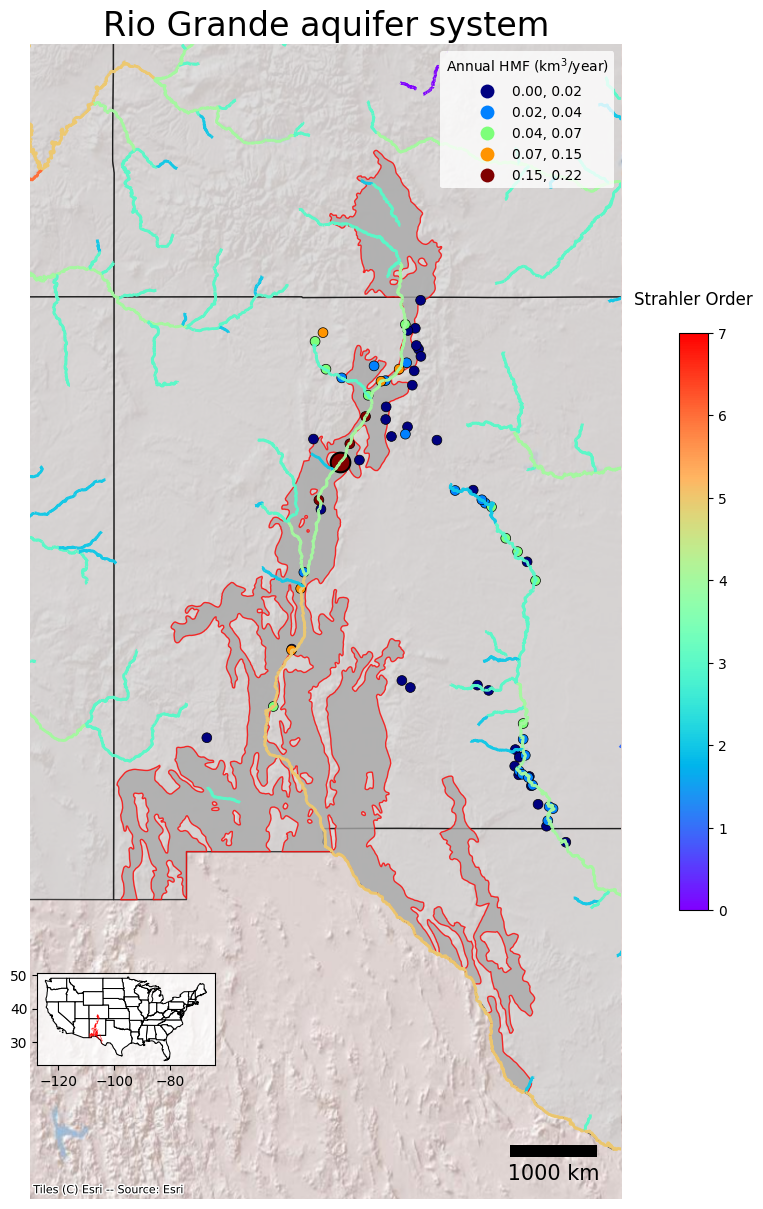 Rio Grande aquifer system
Annual HMF (km³/year)
0.00, 0.02
0.02, 0.04
0.04, 0.07
0.07, 0.15
0.15, 0.22
Strahler Order
7
6
5
4
3
2
1
0
50
40
30
−120 −100 −80
1000 km
Tiles (C) Esri -- Source: Esri